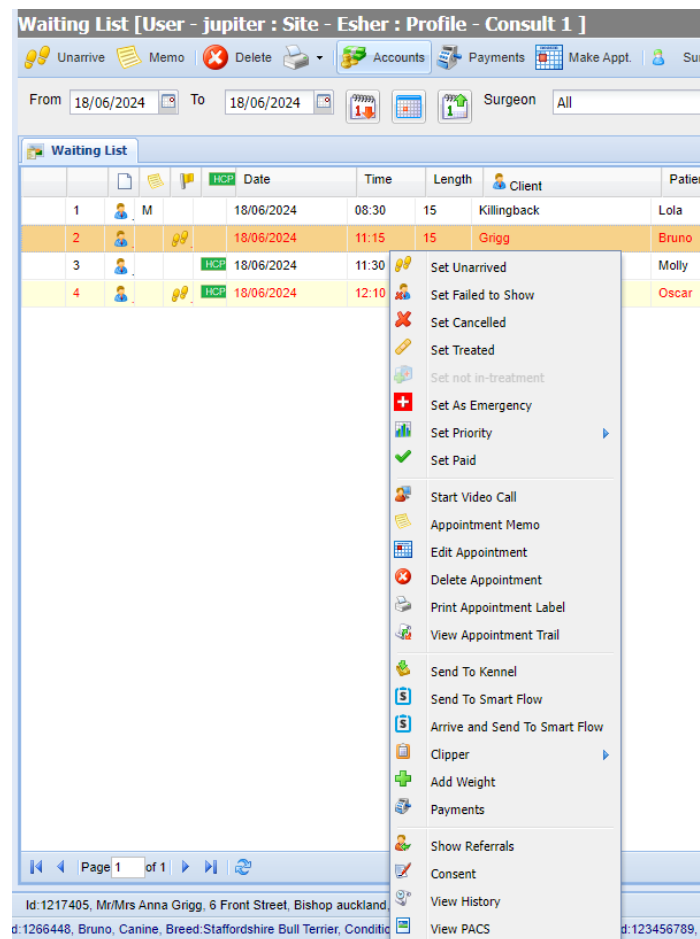 Waiting List [User - jupiter : Site - Esher : Profile - Consult 1 ]
Unarrive Memo Delete Accounts Payments Make Appt. Su
From 18/06/2024 To 18/06/2024 1 1 Surgeon All
Waiting List
HCP Date Time Length Client Patie
1 M 18/06/2024 08:30 15 Killingback Lola
2 18/06/2024 11:15 15 Grigg Bruno
3 HCP 18/06/2024 11:30 Molly
4 HCP 18/06/2024 12:10 Oscar
Set Unarrived
Set Failed to Show
Set Cancelled
Set Treated
Set not in-treatment
Set As Emergency
Set Priority
Set Paid
Start Video Call
Appointment Memo
Edit Appointment
Delete Appointment
Print Appointment Label
View Appointment Trail
Send To Kennel
S Send To Smart Flow
S Arrive and Send To Smart Flow
Clipper
Add Weight
Payments
Show Referrals
Consent
View History
View PACS
Page 1 of 1
Id:1217405, Mr/Mrs Anna Grigg, 6 Front Street, Bishop auckland,
d:1266448, Bruno, Canine, Breed:Staffordshire Bull Terrier, Conditic d:123456789